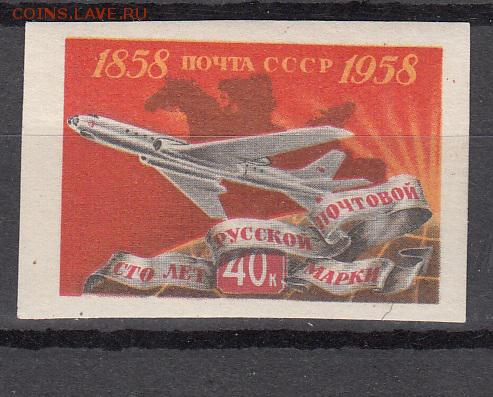 COINS.LAVE.RU
1858 ПОЧТА СССР 1958
СТО ЛЕТ РУССКОЙ ПОЧТОВОЙ МАРКИ
40к